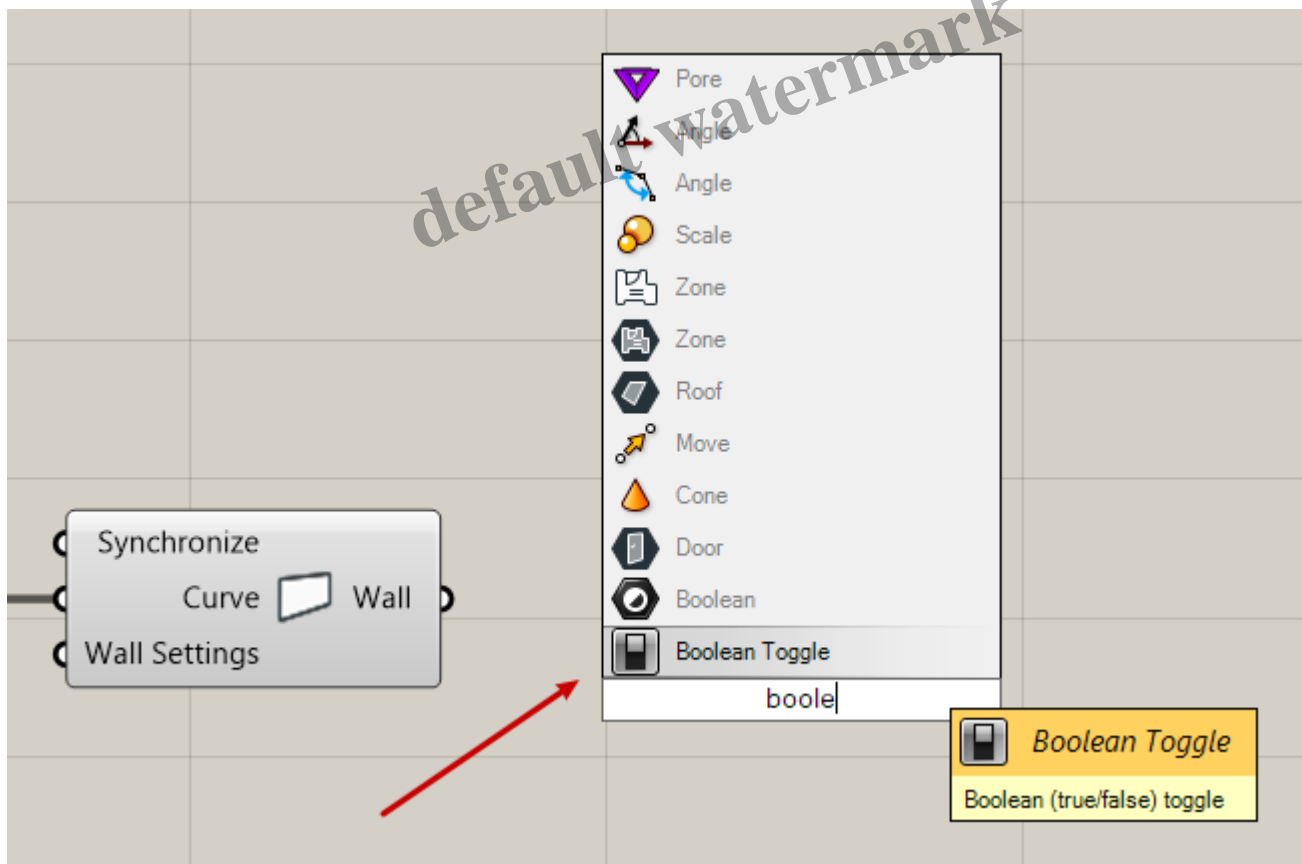 default watermark
Pore
Angle
Angle
Scale
Zone
Zone
Roof
Move
Cone
Door
Boolean
Boolean Toggle
boole
Synchronize
Curve
Wall
Wall Settings
Boolean Toggle
Boolean (true/false) toggle